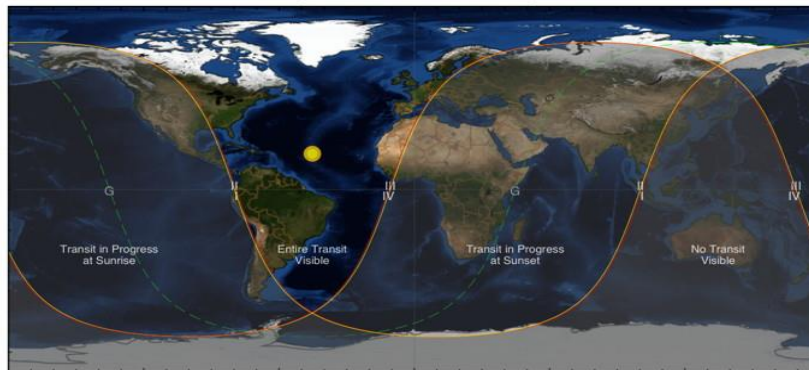 G
II
I
III
IV
G
II
I
III
IV
Transit in Progress
at Sunrise
Entire Transit
Visible
Transit in Progress
at Sunset
No Transit
Visible